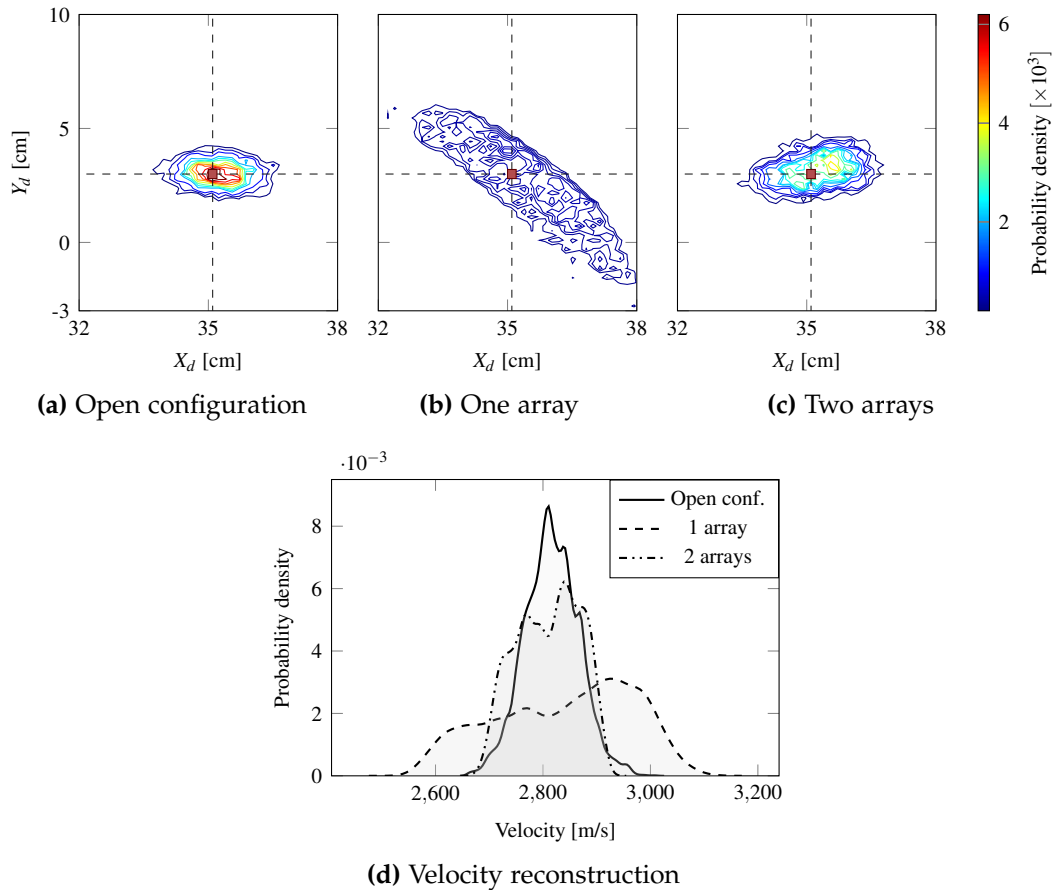 10
5
0
-3
32
35
38
Y_d [cm]
X_d [cm]
(a) Open configuration
32
35
38
X_d [cm]
(b) One array
32
35
38
X_d [cm]
(c) Two arrays
6
4
2
Probability density [×10³]
·10⁻³
8
6
4
2
0
Probability density
2,600
2,800
3,000
3,200
Velocity [m/s]
Open conf.
1 array
2 arrays
(d) Velocity reconstruction